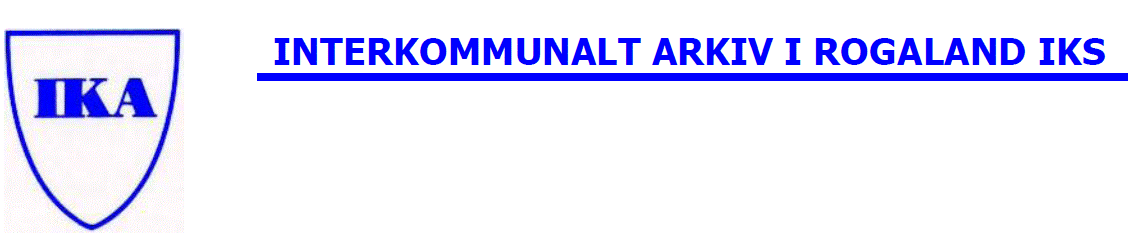 IKA
INTERKOMMUNALT ARKIV I ROGALAND IKS